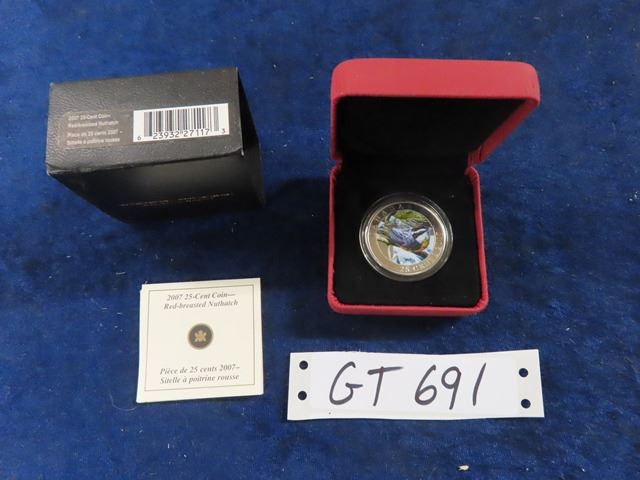 2007 25-Cent Coin–
Red-breasted Nuthatch
Pièce de 25 cents 2007 -
Sittelle à poitrine rousse
6 23932 27117 3
25 CENTS
2007 25-Cent Coin—
Red-breasted Nuthatch
Pièce de 25 cents 2007–
Sitelle à poitrine rousse
GT 691